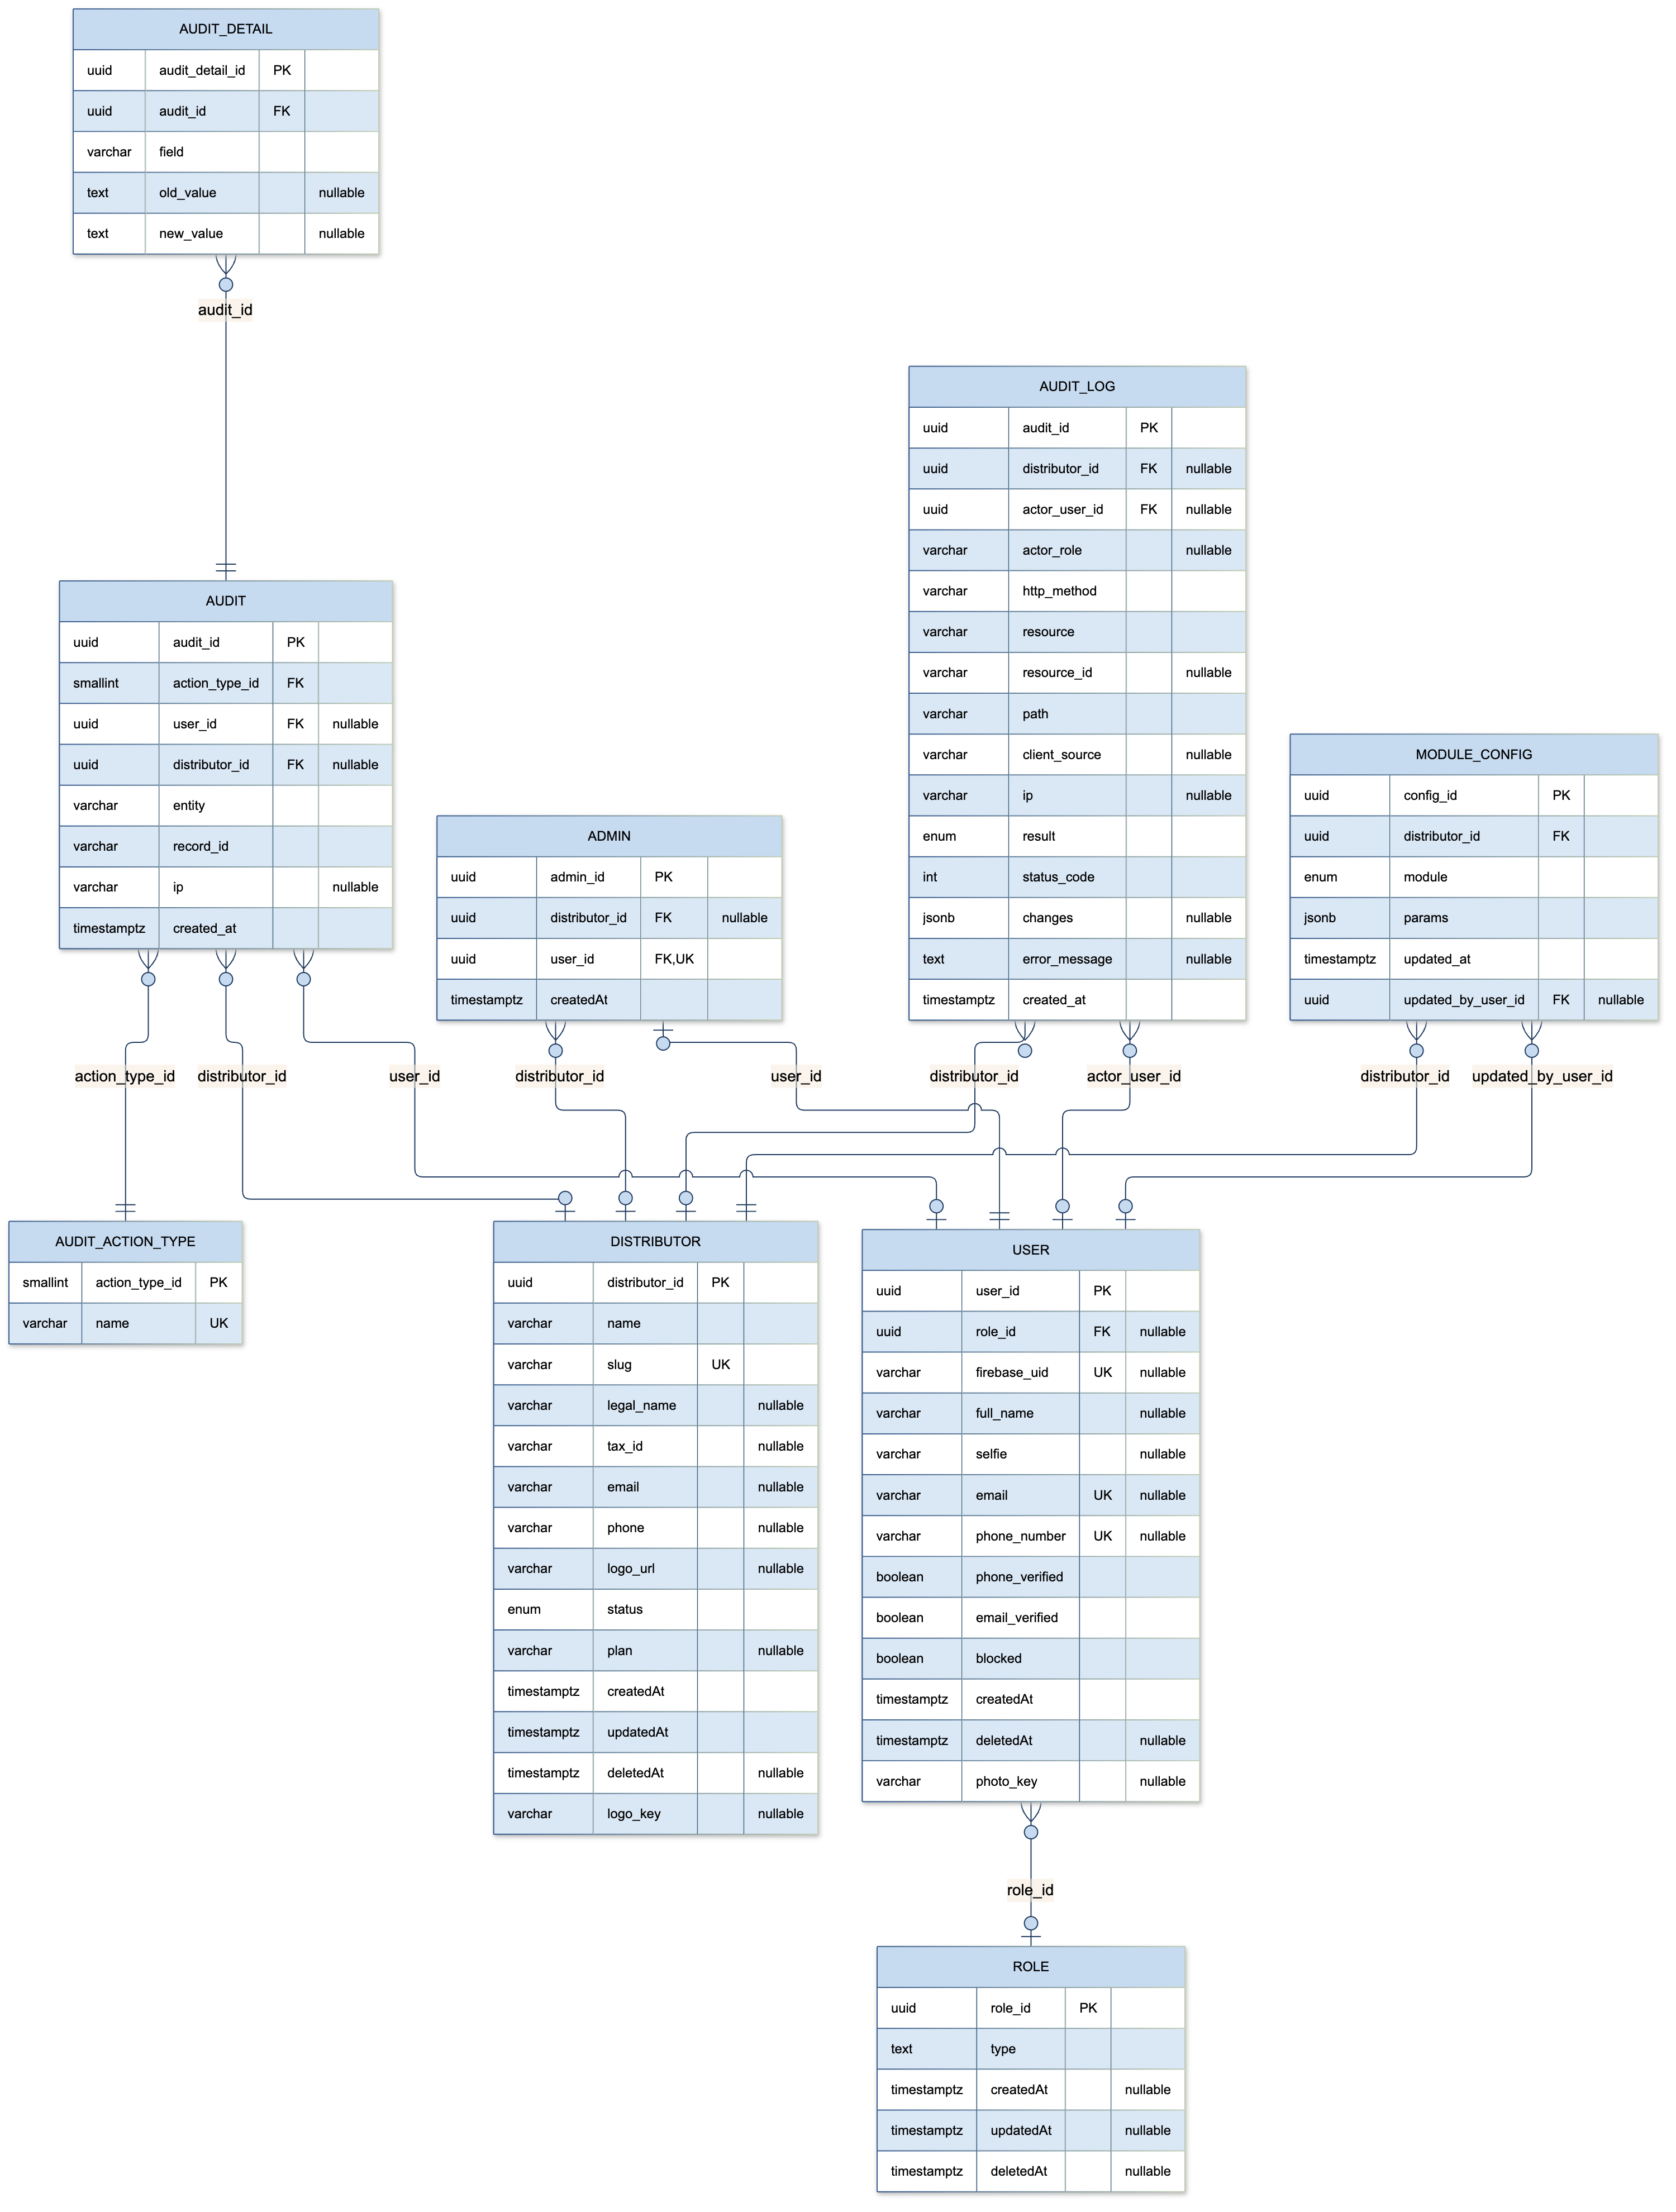 AUDIT_DETAIL
uuid audit_detail_id PK
uuid audit_id FK
varchar field
text old_value nullable
text new_value nullable
audit_id
AUDIT_LOG
uuid audit_id PK
uuid distributor_id FK nullable
uuid actor_user_id FK nullable
varchar actor_role nullable
varchar http_method
varchar resource
varchar resource_id nullable
varchar path
varchar client_source nullable
varchar ip nullable
enum result
int status_code
jsonb changes nullable
text error_message nullable
timestamptz created_at
AUDIT
uuid audit_id PK
smallint action_type_id FK
uuid user_id FK nullable
uuid distributor_id FK nullable
varchar entity
varchar record_id
varchar ip nullable
timestamptz created_at
MODULE_CONFIG
uuid config_id PK
uuid distributor_id FK
enum module
jsonb params
timestamptz updated_at
uuid updated_by_user_id FK nullable
ADMIN
uuid admin_id PK
uuid distributor_id FK nullable
uuid user_id FK,UK
timestamptz createdAt
action_type_id distributor_id user_id distributor_id user_id distributor_id actor_user_id distributor_id updated_by_user_id
AUDIT_ACTION_TYPE
smallint action_type_id PK
varchar name UK
DISTRIBUTOR
uuid distributor_id PK
varchar name
varchar slug UK
varchar legal_name nullable
varchar tax_id nullable
varchar email nullable
varchar phone nullable
varchar logo_url nullable
enum status
varchar plan nullable
timestamptz createdAt
timestamptz updatedAt
timestamptz deletedAt nullable
varchar logo_key nullable
USER
uuid user_id PK
uuid role_id FK nullable
varchar firebase_uid UK nullable
varchar full_name nullable
varchar selfie nullable
varchar email UK nullable
varchar phone_number UK nullable
boolean phone_verified
boolean email_verified
boolean blocked
timestamptz createdAt
timestamptz deletedAt nullable
varchar photo_key nullable
role_id
ROLE
uuid role_id PK
text type
timestamptz createdAt nullable
timestamptz updatedAt nullable
timestamptz deletedAt nullable